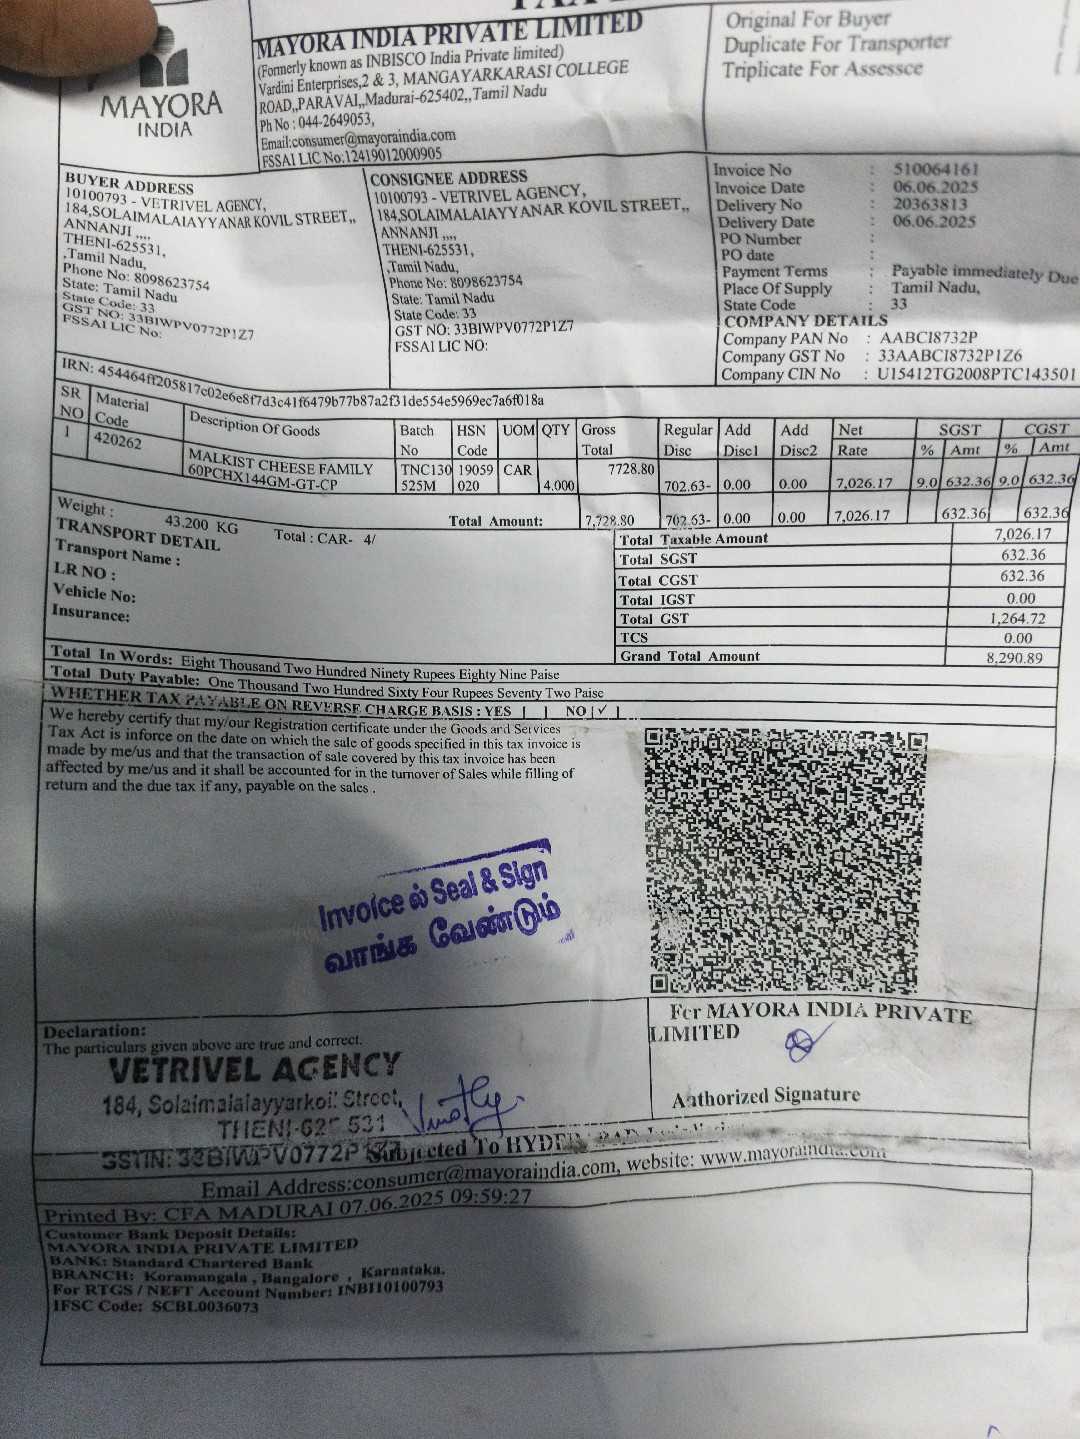 MAYORA
INDIA
MAYORA INDIA PRIVATE LIMITED
(Formerly known as INBISCO India Private limited)
Vardini Enterprises,2 & 3, MANGAYARKARASI COLLEGE
ROAD,,PARAVAI,,Madurai-625402,,Tamil Nadu
Ph No : 044-2649053,
Email:consumer@mayoraindia.com
FSSAI LIC No:12419012000905
Original For Buyer
Duplicate For Transporter
Triplicate For Assessce
BUYER ADDRESS
10100793 - VETRIVEL AGENCY,
184,SOLAIMALAIAYYANAR KOVIL STREET,,
ANNANJI ,,,,
THENI-625531,
,Tamil Nadu,
Phone No: 8098623754
State: Tamil Nadu
State Code: 33
GST NO: 33BIWPV0772P1Z7
FSSAI LIC No:
CONSIGNEE ADDRESS
10100793 - VETRIVEL AGENCY,
184,SOLAIMALAIAYYANAR KOVIL STREET,,
ANNANJI ,,,,
THENI-625531,
,Tamil Nadu,
Phone No: 8098623754
State: Tamil Nadu
State Code: 33
GST NO: 33BIWPV0772P1Z7
FSSAI LIC NO:
Invoice No : 510064161
Invoice Date : 06.06.2025
Delivery No : 20363813
Delivery Date : 06.06.2025
PO Number :
PO date :
Payment Terms : Payable immediately Due
Place Of Supply : Tamil Nadu,
State Code : 33
COMPANY DETAILS
Company PAN No : AABCI8732P
Company GST No : 33AABCI8732P1Z6
Company CIN No : U15412TG2008PTC143501
IRN: 454464ff205817c02e6e8f7d3c41f6479b77b87a2f31de554e5969ec7a6ff018a
SR NO Material Code Description Of Goods Batch No HSN Code UOM QTY Gross Total Regular Disc Add Disc1 Add Disc2 Net Rate SGST % Amt CGST % Amt
1 420262 MALKIST CHEESE FAMILY 60PCHX144GM-GT-CP TNC130 525M 19059 020 CAR 4.000 7728.80 702.63- 0.00 0.00 7,026.17 9.0 632.36 9.0 632.36
Total Amount: 7,728.80 702.63- 0.00 0.00 7,026.17 632.36 632.36
Weight : 43.200 KG Total : CAR- 4/
TRANSPORT DETAIL
Transport Name :
LR NO :
Vehicle No:
Insurance:
Total Taxable Amount 7,026.17
Total SGST 632.36
Total CGST 632.36
Total IGST 0.00
Total GST 1,264.72
TCS 0.00
Grand Total Amount 8,290.89
Total In Words: Eight Thousand Two Hundred Ninety Rupees Eighty Nine Paise
Total Duty Payable: One Thousand Two Hundred Sixty Four Rupees Seventy Two Paise
WHETHER TAX PAYABLE ON REVERSE CHARGE BASIS : YES | | NO |✓|
We hereby certify that my/our Registration certificate under the Goods and Services
Tax Act is inforce on the date on which the sale of goods specified in this tax invoice is
made by me/us and that the transaction of sale covered by this tax invoice has been
affected by me/us and it shall be accounted for in the turnover of Sales while filling of
return and the due tax if any, payable on the sales .
Invoice ல் Seal & Sign
வாங்க வேண்டும்
For MAYORA INDIA PRIVATE
LIMITED
Authorized Signature
Declaration:
The particulars given above are true and correct.
VETRIVEL AGENCY
184, Solaimalaiayyarkoil Street,
THENI-625 531
GSTIN: 33BIWPV0772P
Subjected To
Email Address:consumer@mayoraindia.com, website: www.mayoraindia.com
Printed By: CFA MADURAI 07.06.2025 09:59:27
Customer Bank Deposit Details:
MAYORA INDIA PRIVATE LIMITED
BANK: Standard Chartered Bank
BRANCH: Koramangala , Bangalore , Karnataka.
For RTGS / NEFT Account Number: INBI10100793
IFSC Code: SCBL0036073